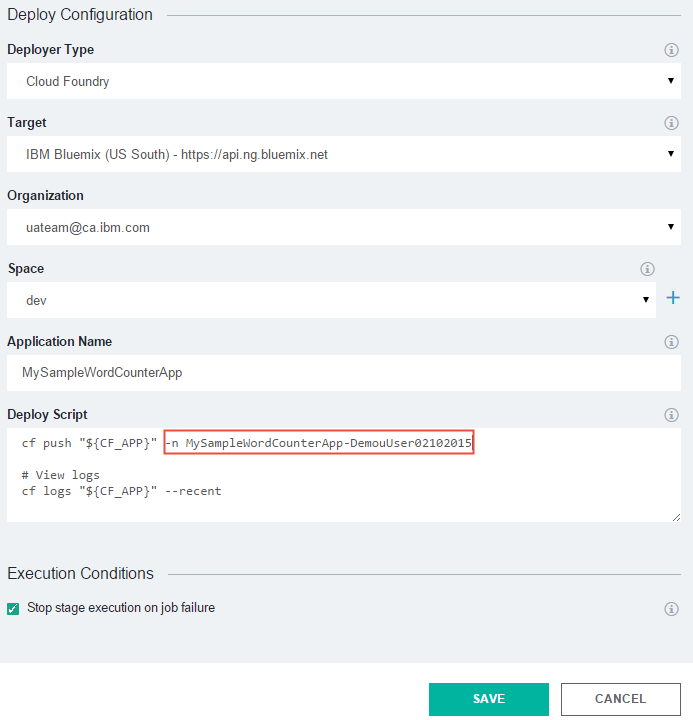 Deploy Configuration
Deployer Type
Cloud Foundry
Target
IBM Bluemix (US South) - https://api.ng.bluemix.net
Organization
uateam@ca.ibm.com
Space
dev
Application Name
MySampleWordCounterApp
Deploy Script
cf push "${CF_APP}" -n MySampleWordCounterApp-DemouUser02102015
# View logs
cf logs "${CF_APP}" --recent
Execution Conditions
Stop stage execution on job failure
SAVE CANCEL